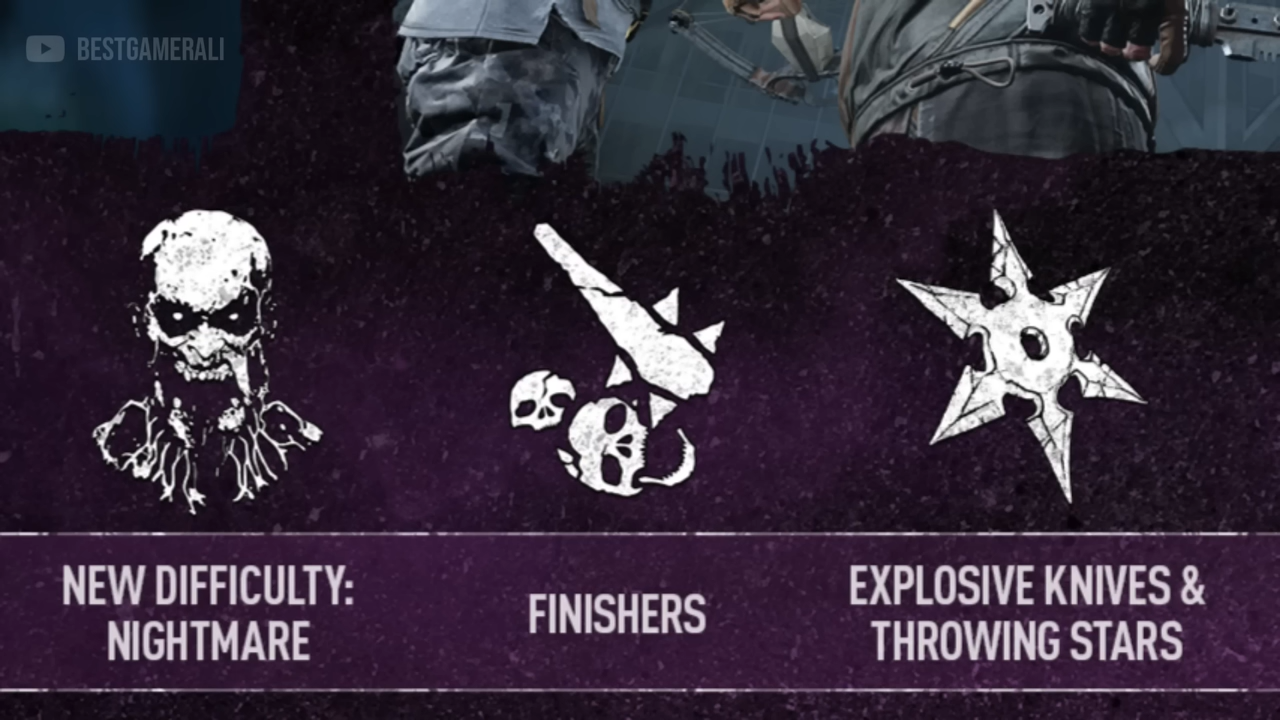 BESTGAMERALI
NEW DIFFICULTY:
NIGHTMARE
FINISHERS
EXPLOSIVE KNIVES &
THROWING STARS